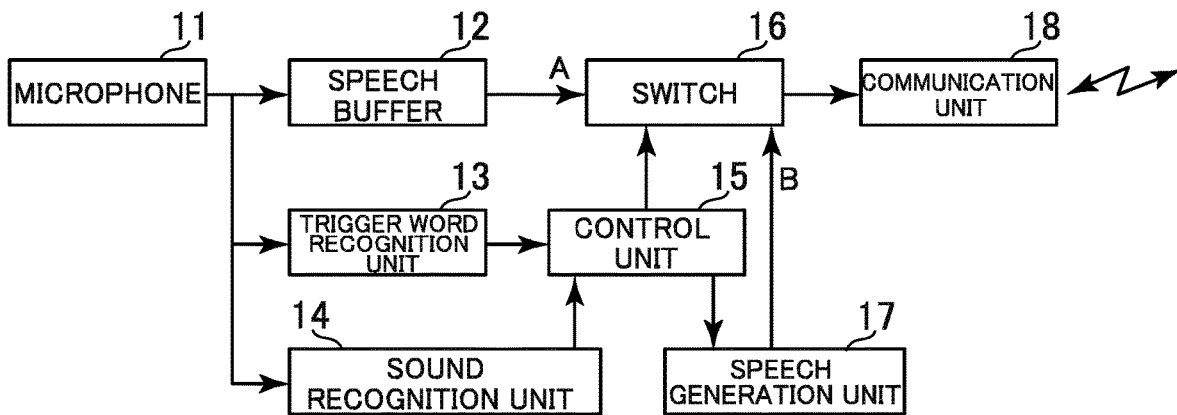 11
MICROPHONE
12
SPEECH
BUFFER
A
16
SWITCH
18
COMMUNICATION
UNIT
13
TRIGGER WORD
RECOGNITION
UNIT
15
CONTROL
UNIT
B
14
SOUND
RECOGNITION UNIT
17
SPEECH
GENERATION UNIT